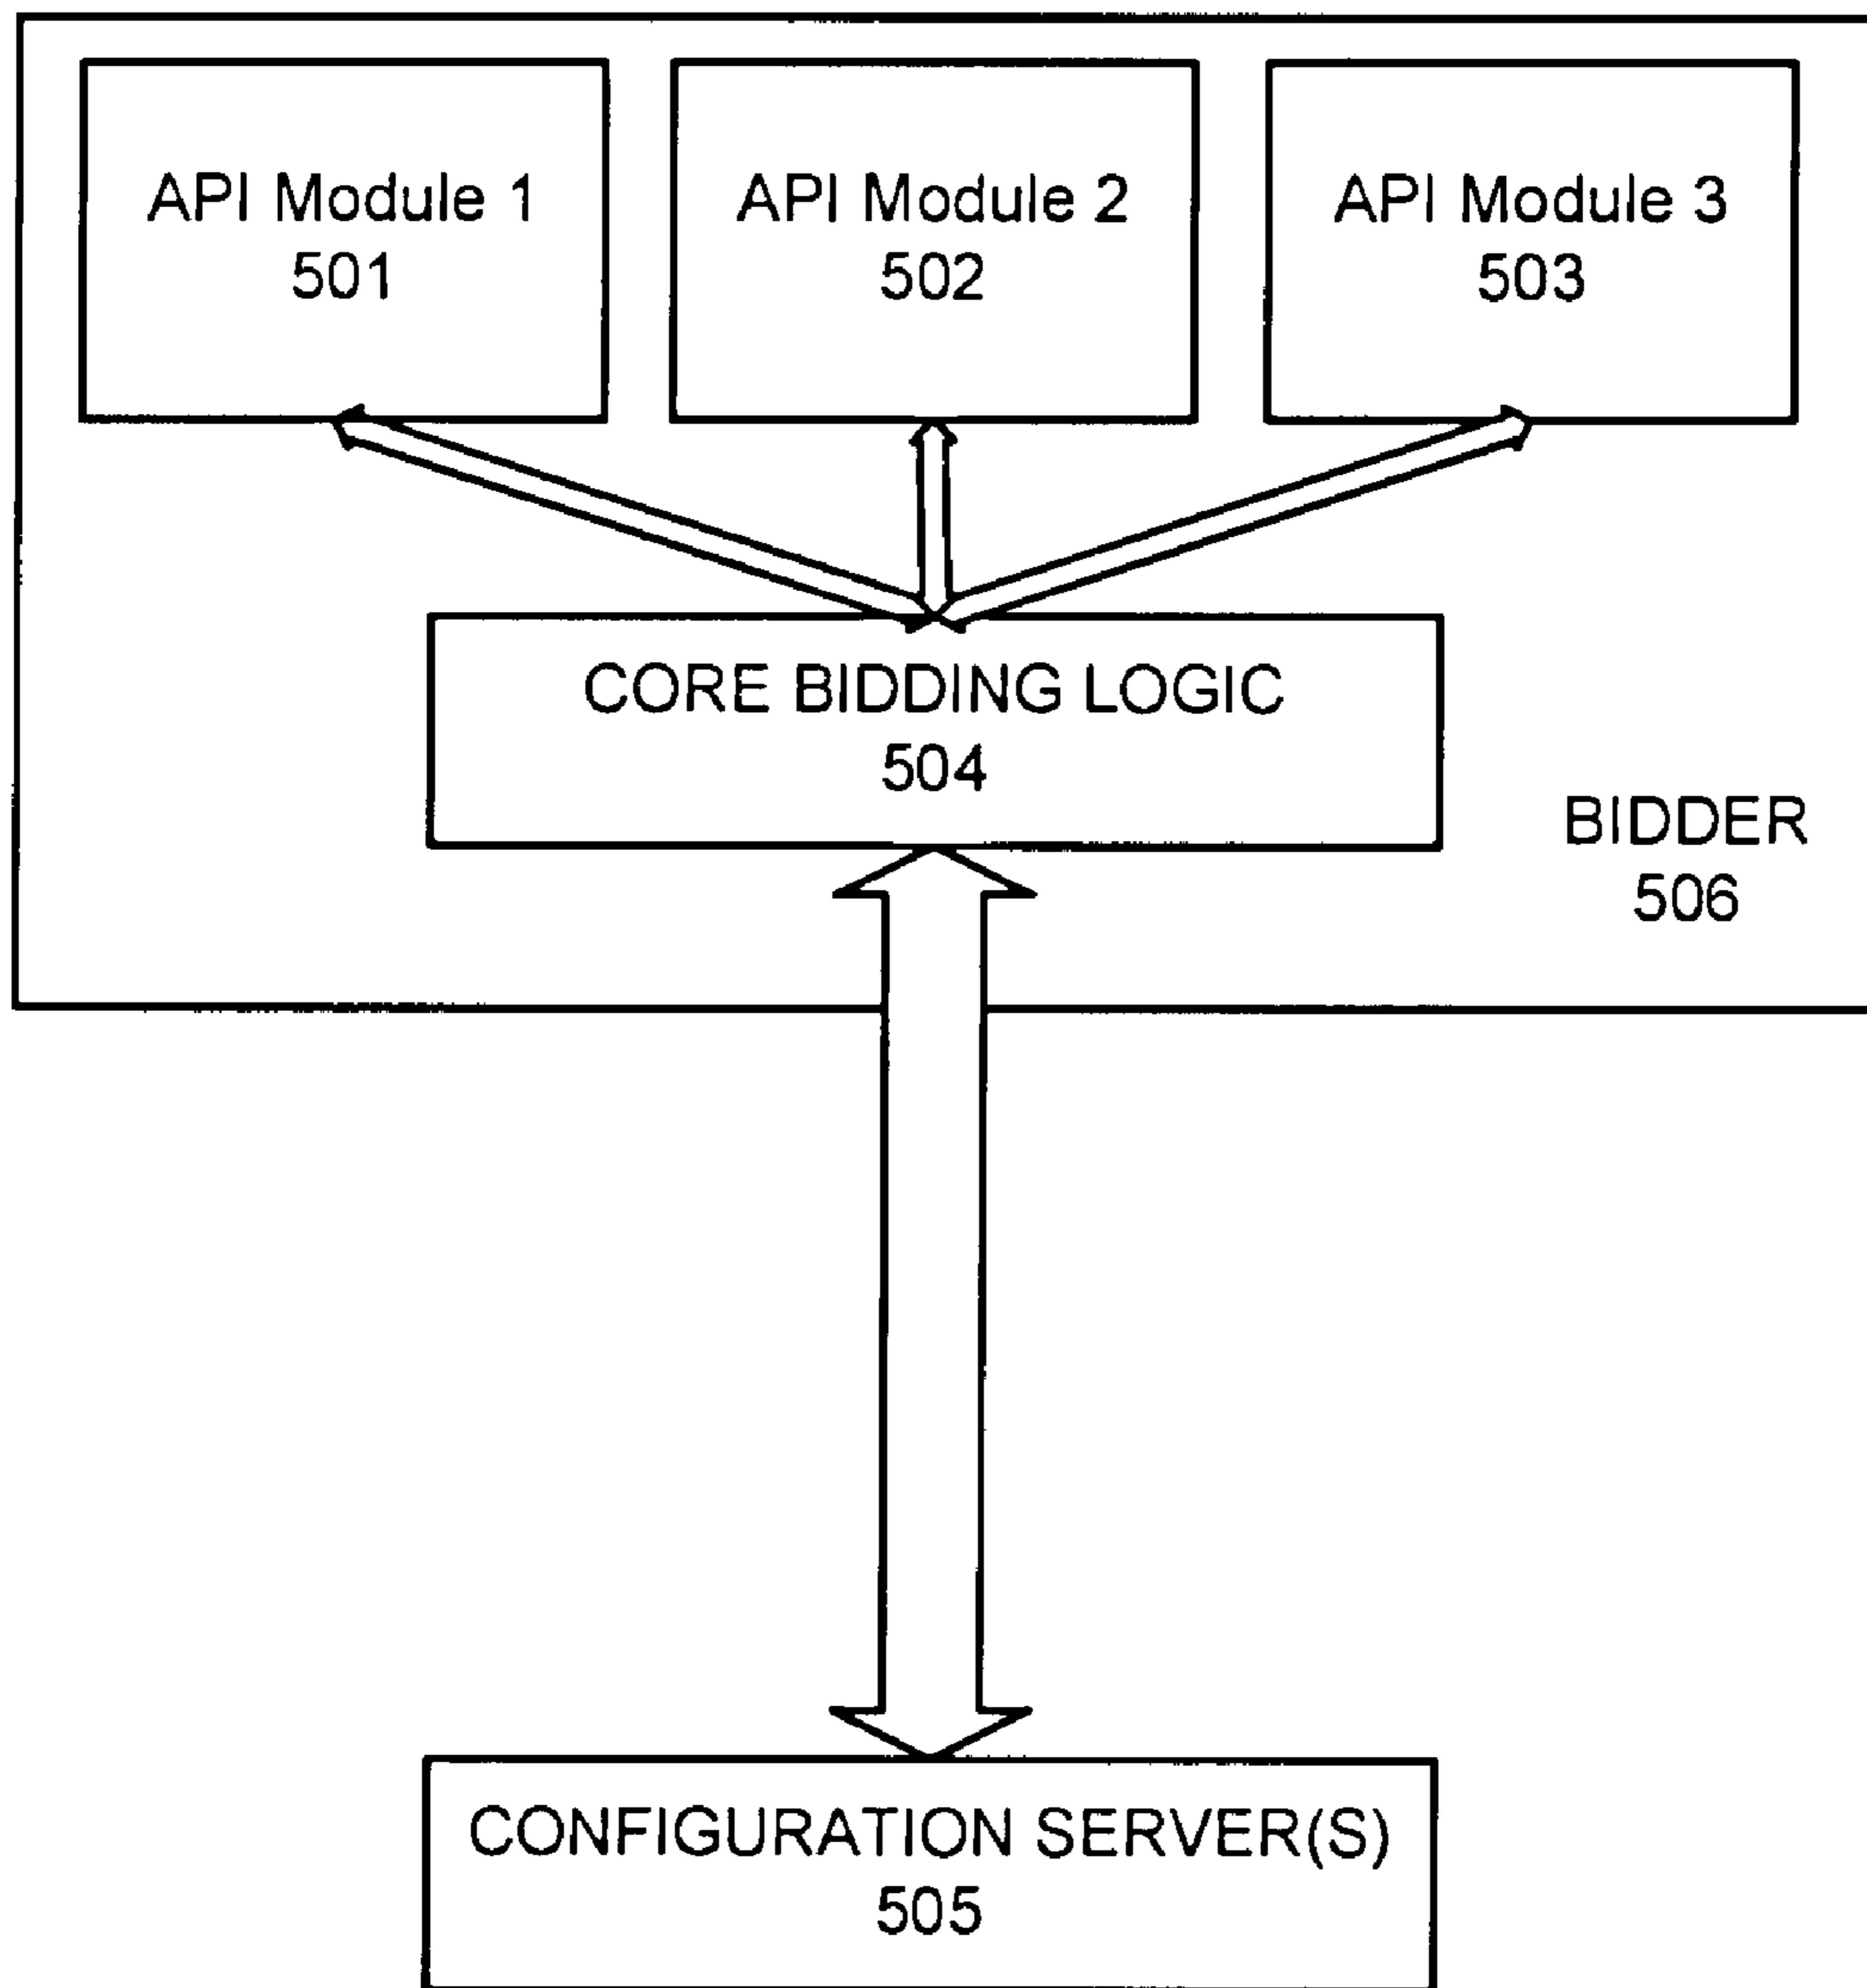 API Module 1
501
API Module 2
502
API Module 3
503
CORE BIDDING LOGIC
504
BIDDER
506
CONFIGURATION SERVER(S)
505